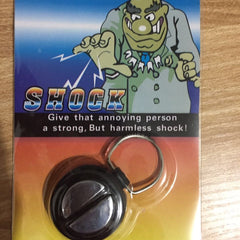 SHOCK
Give that annoying person
a strong, But harmless shock!